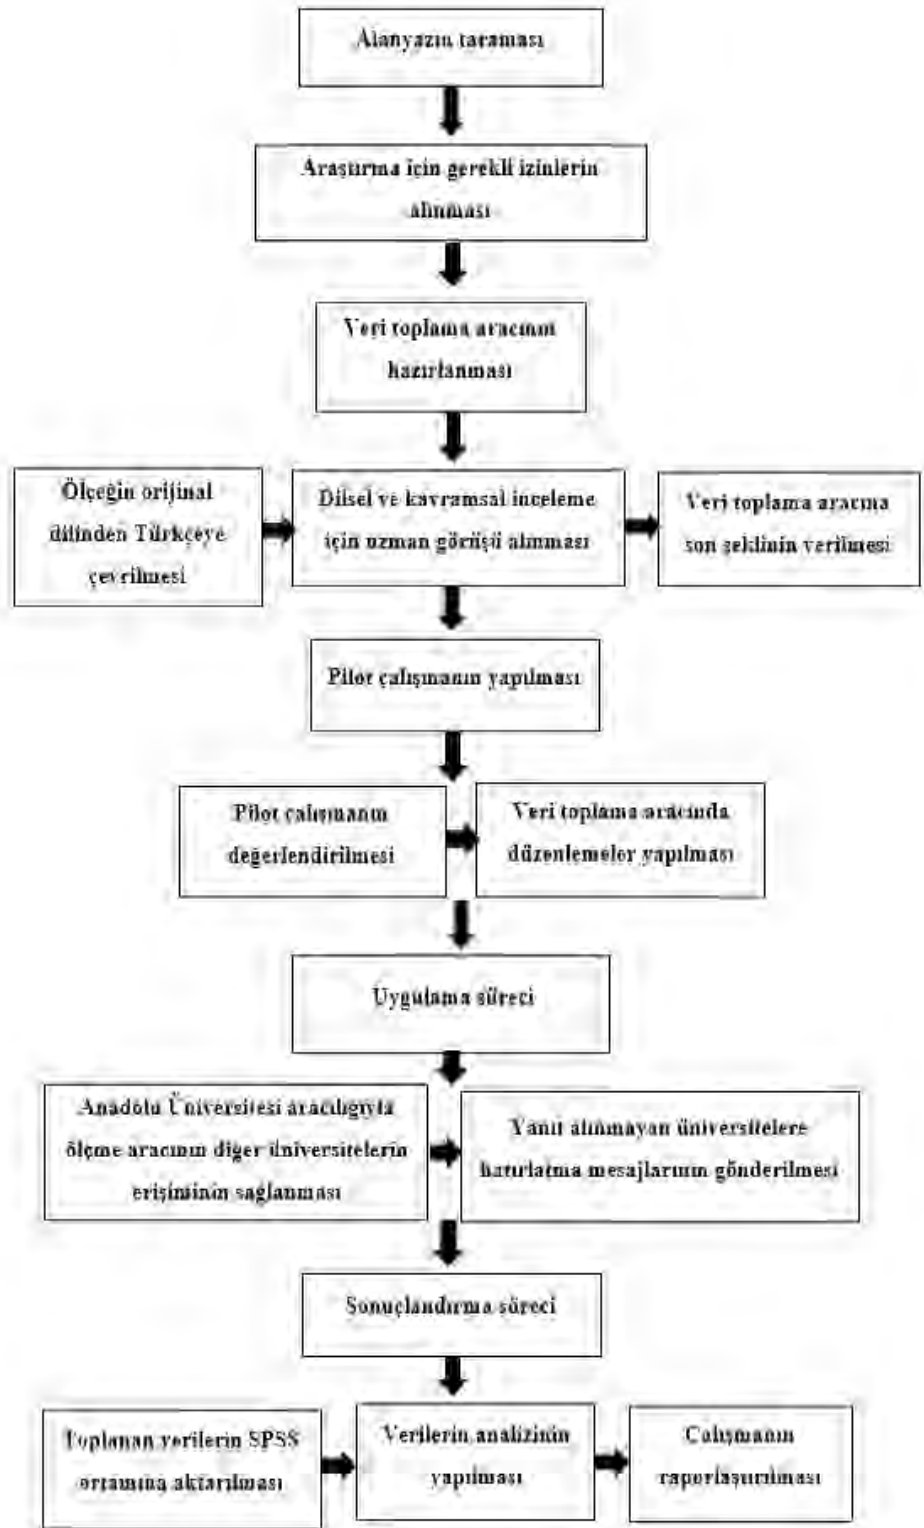 Alanyazın taraması
Araştırma için gerekli izinlerin
alınması
Veri toplama aracının
hazırlanması
Ölçeğin orijinal
dilinden Türkçeye
çevrilmesi
Dilsel ve kavramsal inceleme
için uzman görüşü alınması
Veri toplama aracına
son şeklinin verilmesi
Pilot çalışmanın yapılması
Pilot çalışmanın
değerlendirilmesi
Veri toplama aracında
düzenlemeler yapılması
Uygulama süreci
Anadolu Üniversitesi aracılığıyla
ölçme aracının diğer üniversitelerin
erişiminin sağlanması
Yanıt alınmayan üniversitelere
hatırlatma mesajlarının gönderilmesi
Sonuçlandırma süreci
Toplanan verilerin SPSS
ortamına aktarılması
Verilerin analizinin
yapılması
Çalışmanın
raporlaştırılması